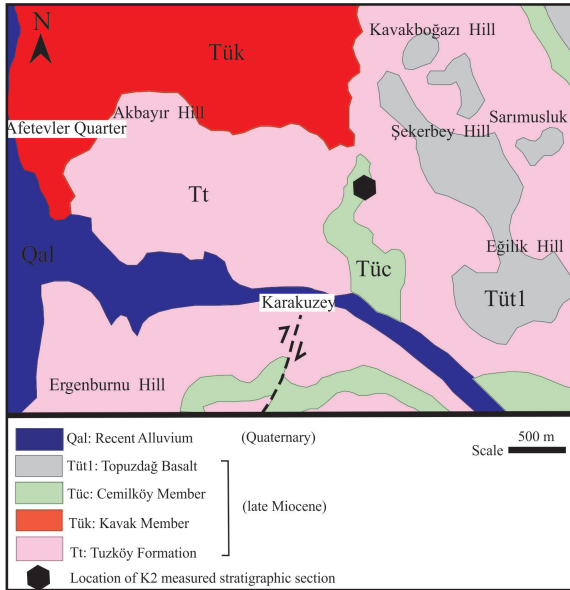 N
Kavakboğazı Hill
Tük
Akbayır Hill
Sarımusluk
Afetevler Quarter
Şekerbey Hill
Tt
Qal
Eğilik Hill
Tüc
Tüt1
Karakuzey
Ergenburnu Hill
Qal: Recent Alluvium (Quaternary)
500 m
Scale
Tüt1: Topuzdağ Basalt
Tüc: Cemilköy Member
(late Miocene)
Tük: Kavak Member
Tt: Tuzköy Formation
Location of K2 measured stratigraphic section